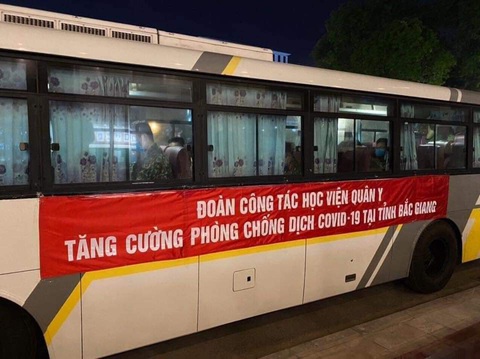 ĐOÀN CÔNG TÁC HỌC VIỆN QUÂN Y
TĂNG CƯỜNG PHÒNG CHỐNG DỊCH COVID-19 TẠI TỈNH BẮC GIANG